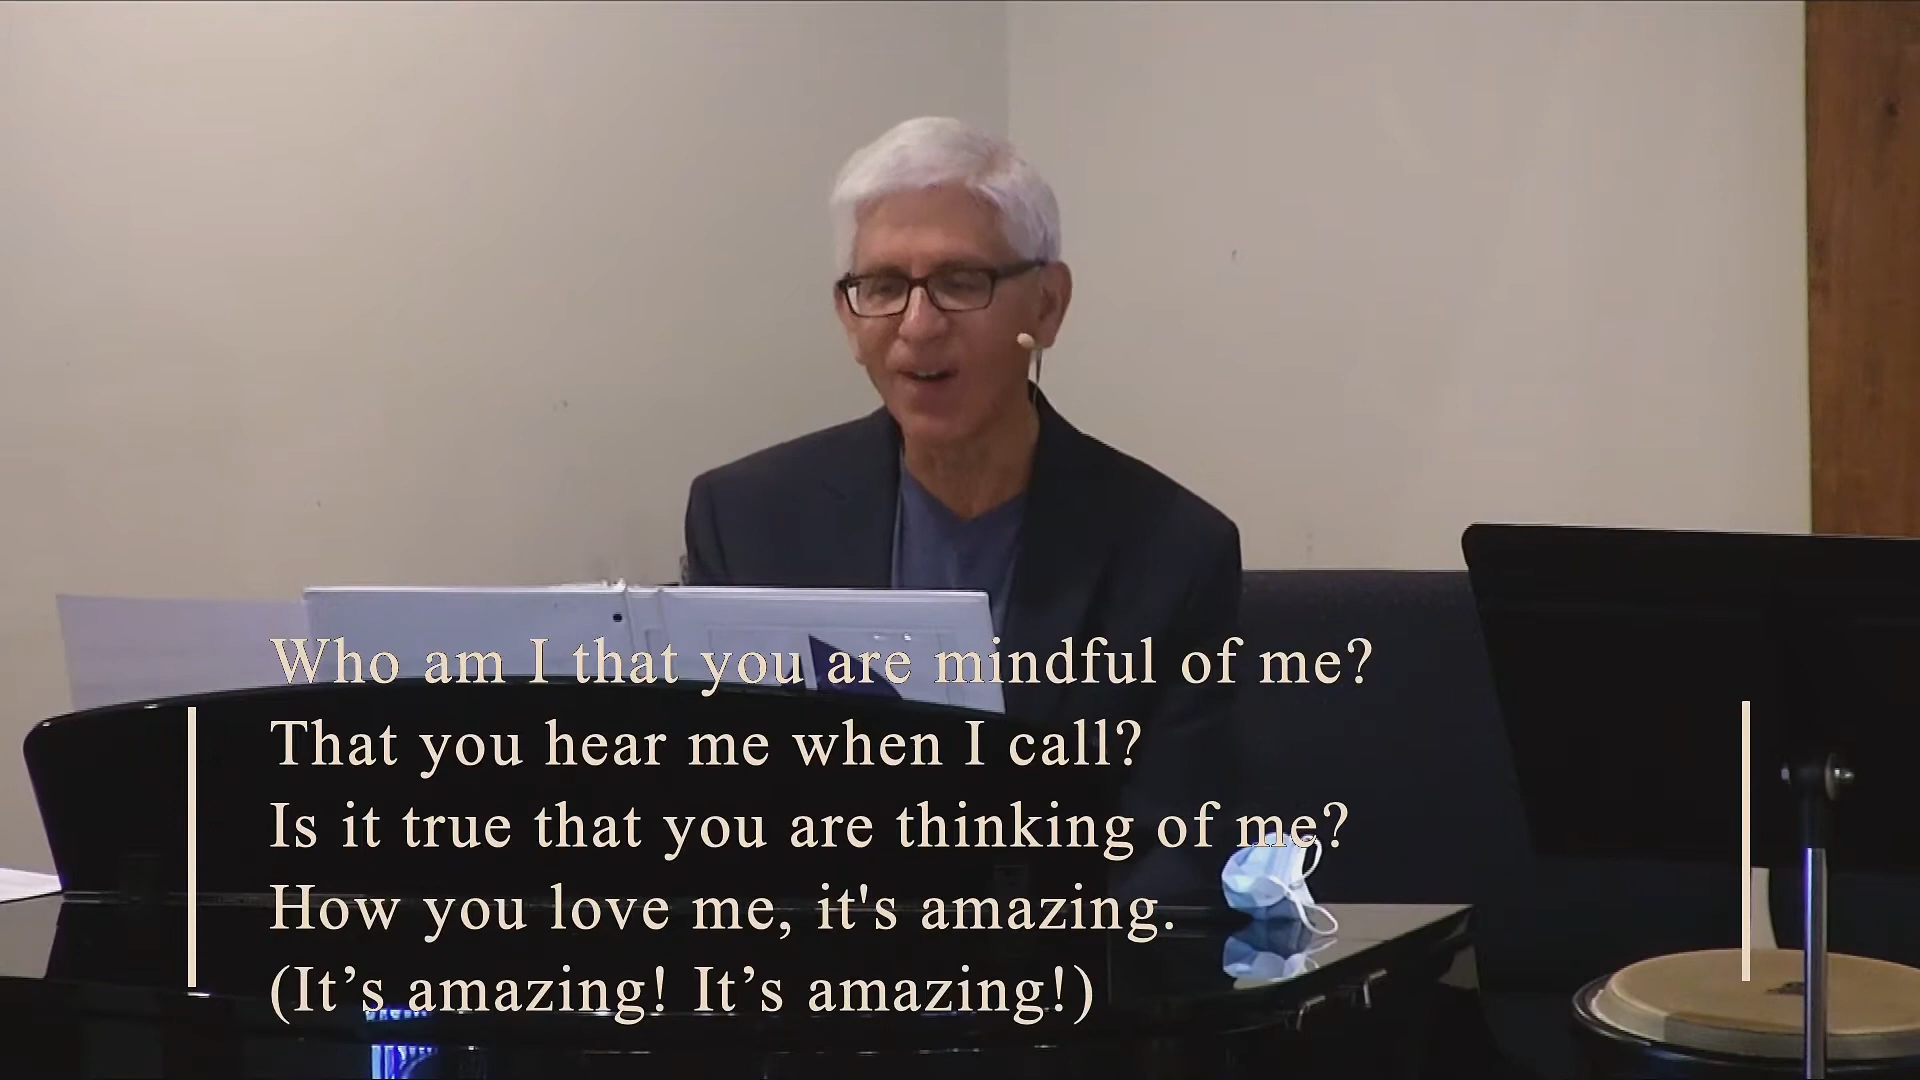 Who am I that you are mindful of me?
That you hear me when I call?
Is it true that you are thinking of me?
How you love me, it's amazing.
(It’s amazing! It’s amazing!)